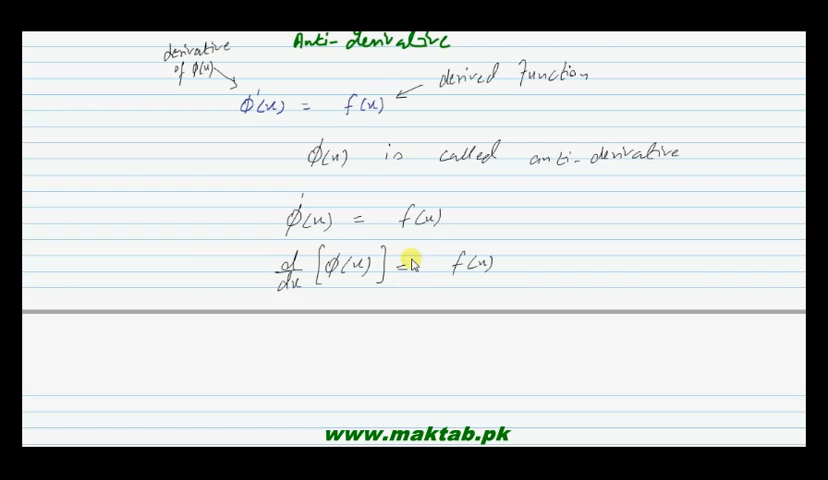 Anti-derivative
derivative
of ϕ(x)
derived Function
ϕ'(x) = f(x)
ϕ(x) is called anti-derivative
ϕ'(x) = f(x)
d/dx [ϕ(x)] = f(x)
www.maktab.pk